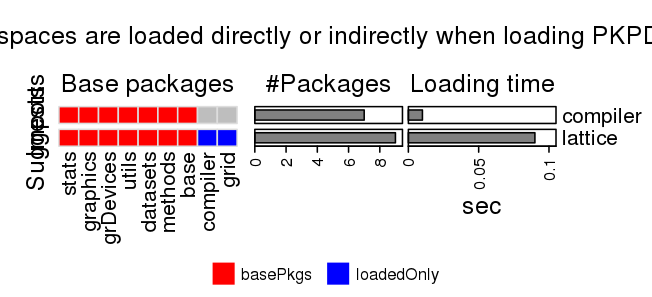 spaces are loaded directly or indirectly when loading PKPD
Base packages
#Packages
Loading time
compiler
lattice
stats
graphics
grDevices
utils
datasets
methods
base
compiler
grid
0 2 4 6 8
0 0.05 0.1
sec
basePkgs
loadedOnly